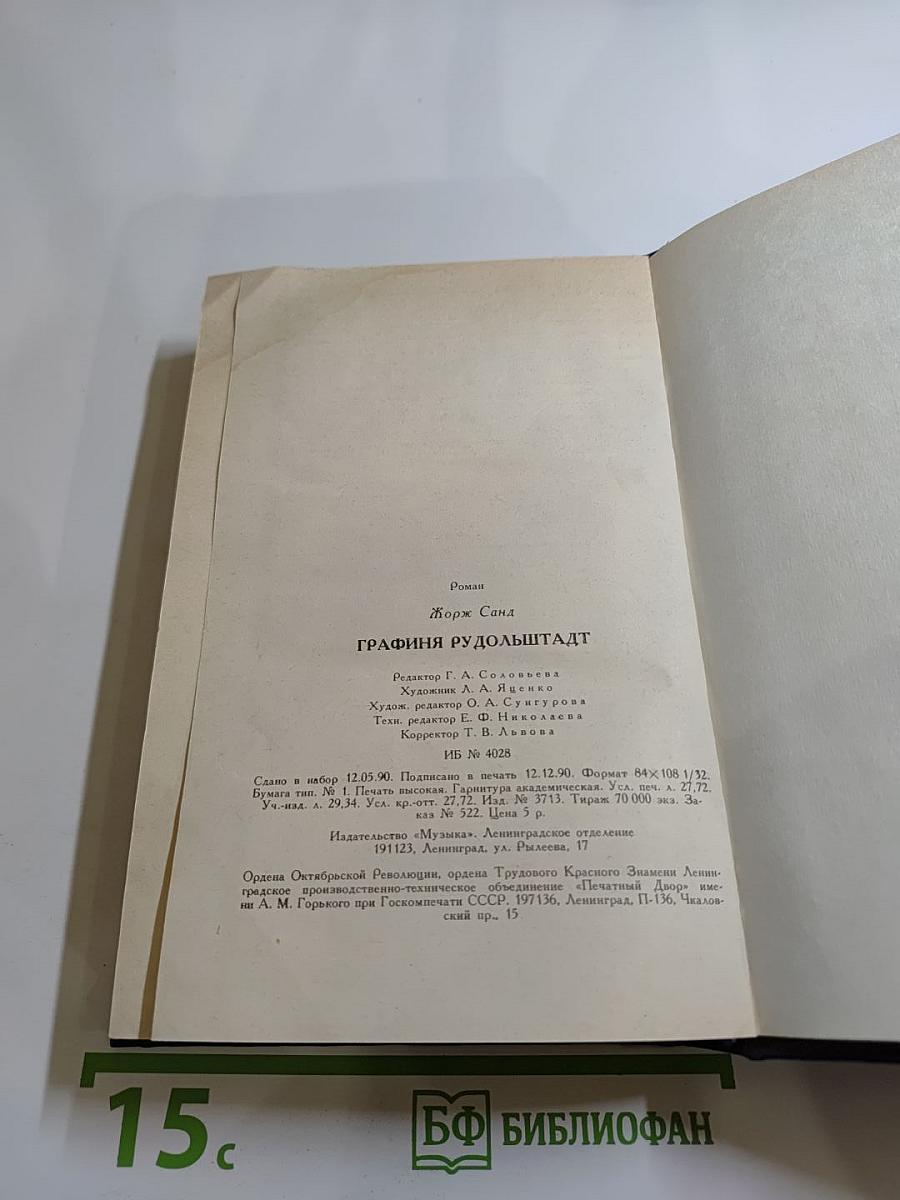 Роман
Жорж Санд
ГРАФИНЯ РУДОЛЬШТАДТ
Редактор Г. А. Соловьева
Художник Л. А. Яценко
Худож. редактор О. А. Сунгурова
Техн. редактор Е. Ф. Николаева
Корректор Т. В. Львова
ИБ № 4028
Сдано в набор 12.05.90. Подписано в печать 12.12.90. Формат 84×108 1/32.
Бумага тип. № 1. Печать высокая. Гарнитура академическая. Усл. печ. л. 27,72.
Уч.-изд. л. 29,34. Усл. кр.-отт. 27,72. Изд. № 3713. Тираж 70 000 экз. За-
каз № 522. Цена 5 р.
Издательство «Музыка». Ленинградское отделение
191123, Ленинград, ул. Рылеева, 17
Ордена Октябрьской Революции, ордена Трудового Красного Знамени Ленин-
градское производственно-техническое объединение «Печатный Двор» име-
ни А. М. Горького при Госкомпечати СССР. 197136, Ленинград, П-136, Чкалов-
ский пр., 15
15 с
БФ БИБЛИОФАН